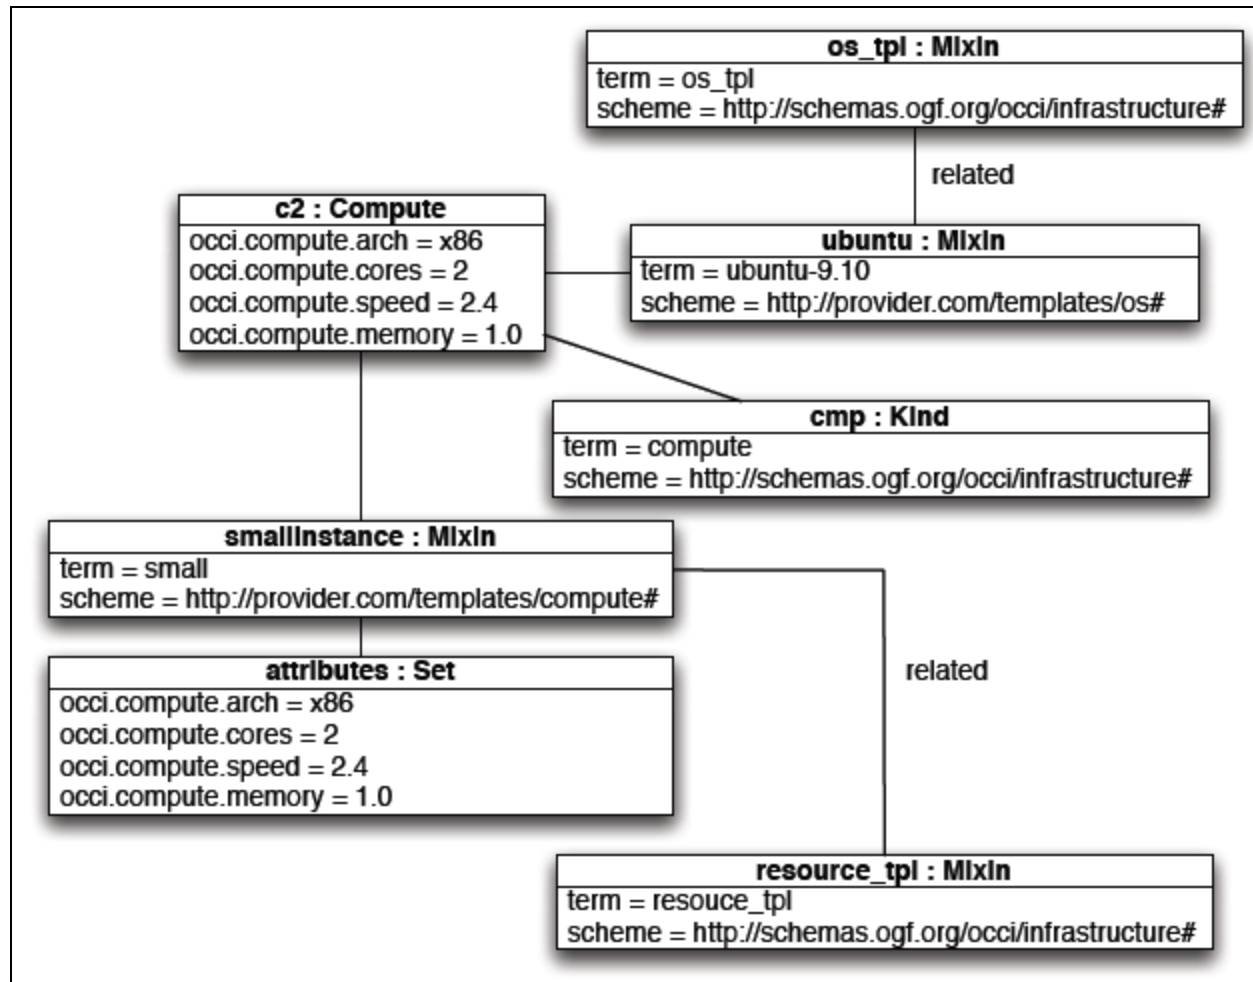 os_tpl : MixIn
term = os_tpl
scheme = http://schemas.ogf.org/occi/infrastructure#
related
c2 : Compute
occi.compute.arch = x86
occi.compute.cores = 2
occi.compute.speed = 2.4
occi.compute.memory = 1.0
ubuntu : MixIn
term = ubuntu-9.10
scheme = http://provider.com/templates/os#
cmp : Kind
term = compute
scheme = http://schemas.ogf.org/occi/infrastructure#
smallInstance : MixIn
term = small
scheme = http://provider.com/templates/compute#
attributes : Set
occi.compute.arch = x86
occi.compute.cores = 2
occi.compute.speed = 2.4
occi.compute.memory = 1.0
related
resource_tpl : MixIn
term = resouce_tpl
scheme = http://schemas.ogf.org/occi/infrastructure#